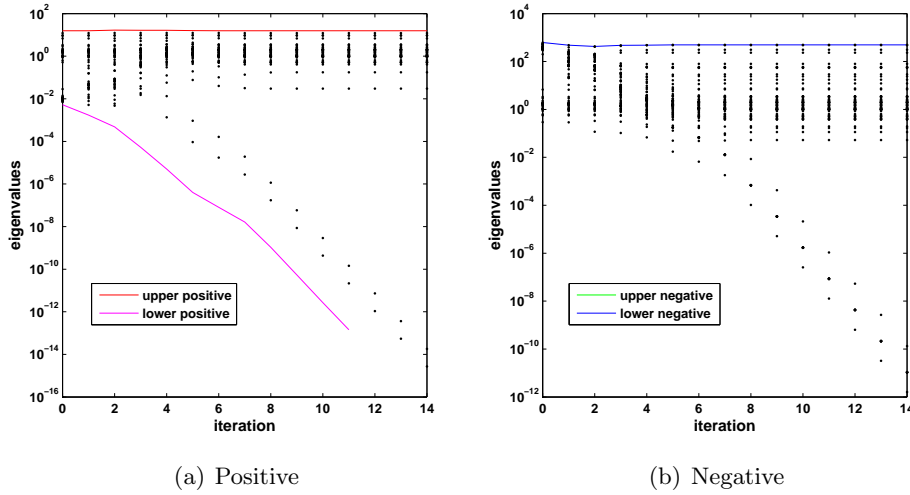 10^2
10^0
10^-2
10^-4
10^-6
10^-8
10^-10
10^-12
10^-14
10^-16
eigenvalues
upper positive
lower positive
0 2 4 6 8 10 12 14
iteration
(a) Positive
10^4
10^2
10^0
10^-2
10^-4
10^-6
10^-8
10^-10
10^-12
eigenvalues
upper negative
lower negative
0 2 4 6 8 10 12 14
iteration
(b) Negative